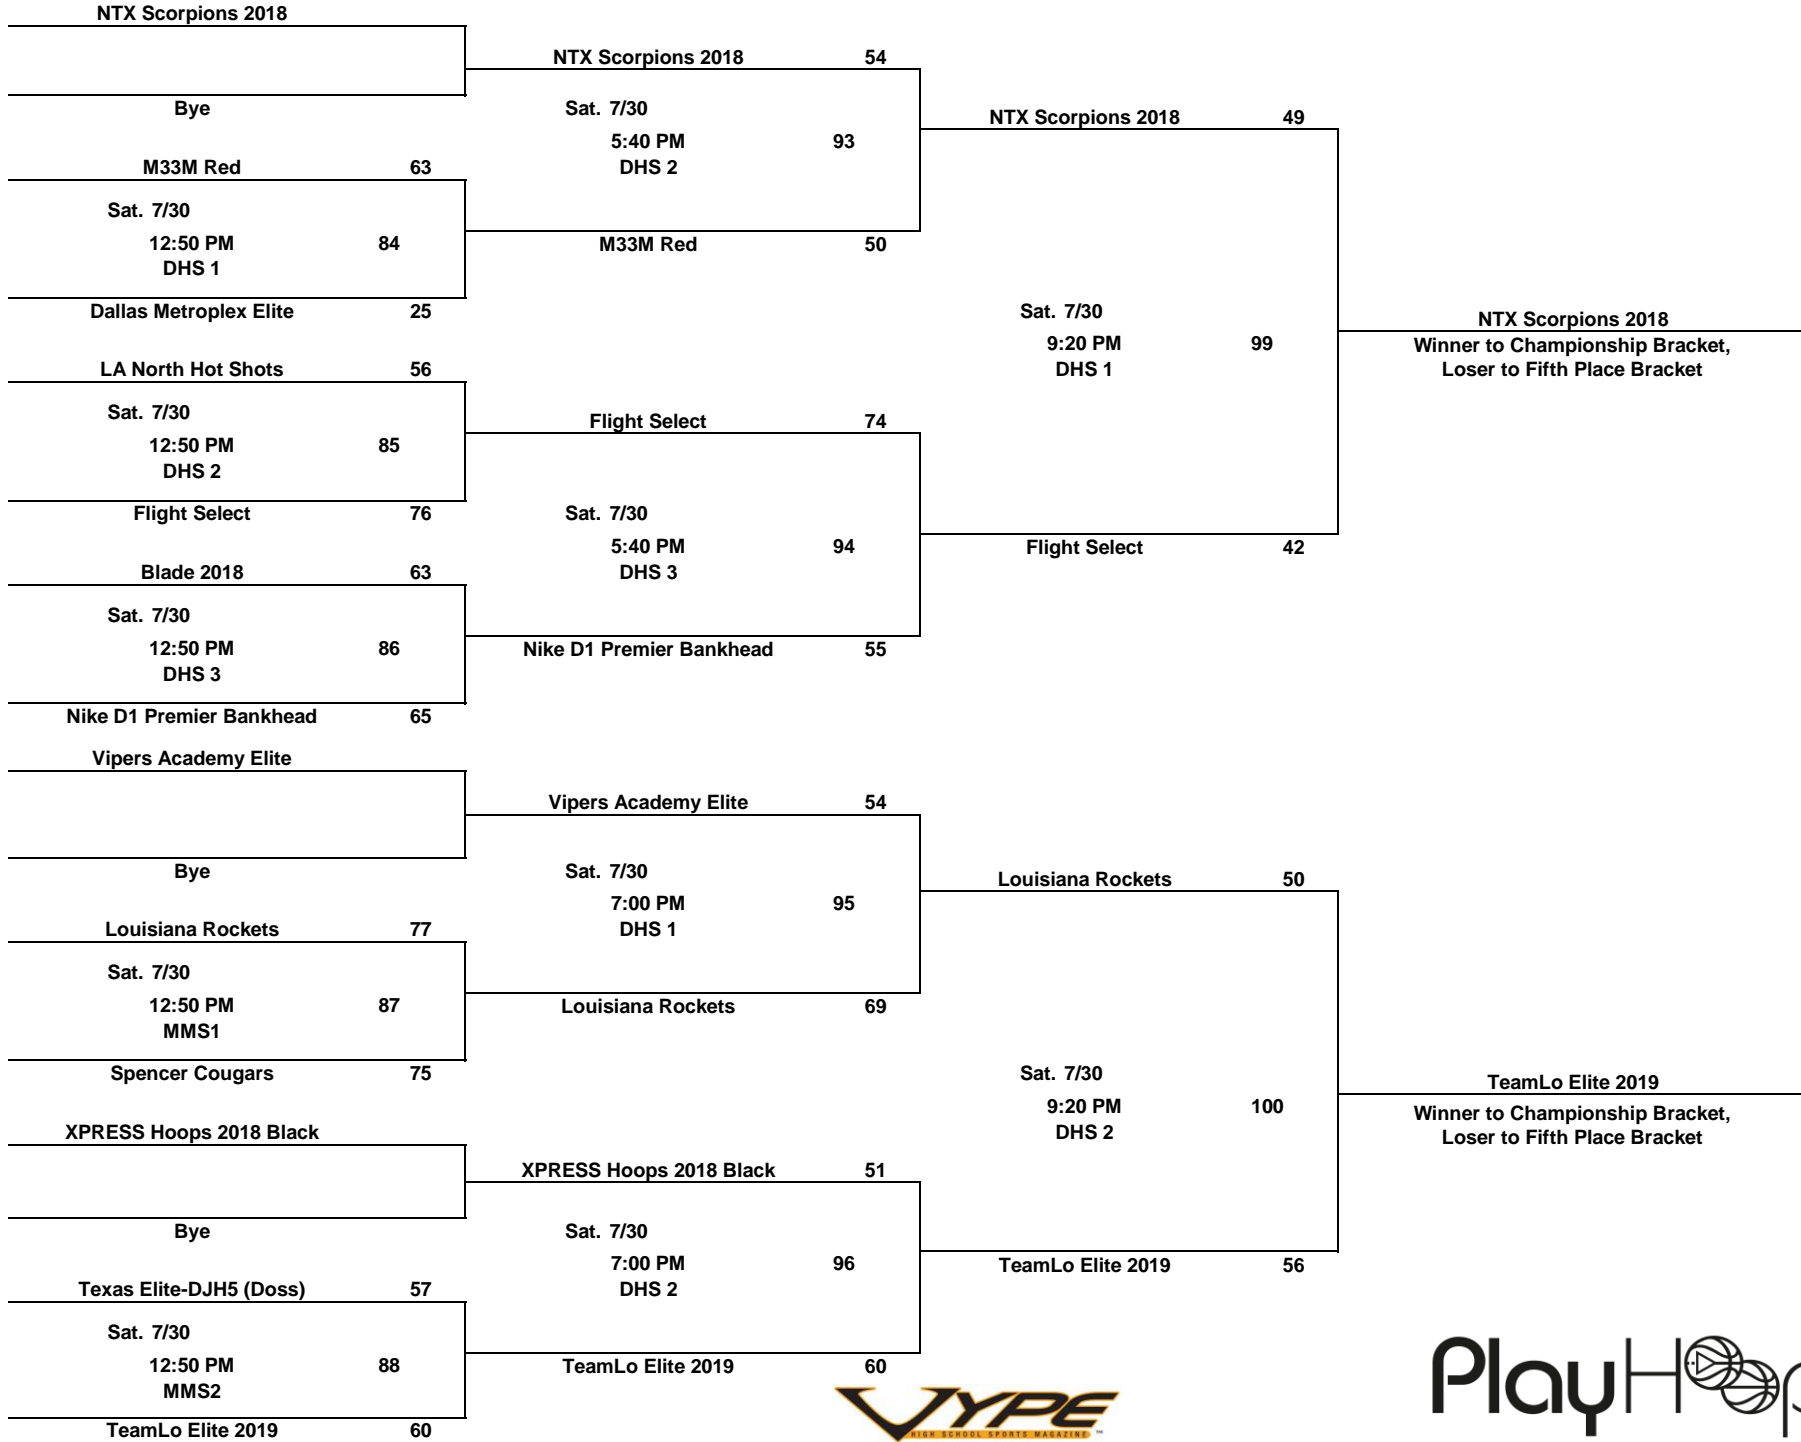 NTX Scorpions 2018
NTX Scorpions 2018 54
Bye
Sat. 7/30
5:40 PM 93
DHS 2
NTX Scorpions 2018 49
M33M Red 63
Sat. 7/30
12:50 PM 84
DHS 1
M33M Red 50
Dallas Metroplex Elite 25
Sat. 7/30
9:20 PM 99
DHS 1
NTX Scorpions 2018
Winner to Championship Bracket,
Loser to Fifth Place Bracket
LA North Hot Shots 56
Sat. 7/30
12:50 PM 85
DHS 2
Flight Select 74
Flight Select 76
Sat. 7/30
5:40 PM 94
DHS 3
Flight Select 42
Blade 2018 63
Sat. 7/30
12:50 PM 86
DHS 3
Nike D1 Premier Bankhead 55
Nike D1 Premier Bankhead 65
Vipers Academy Elite
Vipers Academy Elite 54
Bye
Sat. 7/30
7:00 PM 95
DHS 1
Louisiana Rockets 50
Louisiana Rockets 77
Sat. 7/30
12:50 PM 87
MMS1
Louisiana Rockets 69
Spencer Cougars 75
Sat. 7/30
9:20 PM 100
DHS 2
TeamLo Elite 2019
Winner to Championship Bracket,
Loser to Fifth Place Bracket
XPRESS Hoops 2018 Black
XPRESS Hoops 2018 Black 51
Bye
Sat. 7/30
7:00 PM 96
DHS 2
TeamLo Elite 2019 56
Texas Elite-DJH5 (Doss) 57
Sat. 7/30
12:50 PM 88
MMS2
TeamLo Elite 2019 60
TeamLo Elite 2019 60
VYPE
HIGH SCHOOL SPORTS MAGAZINE ™
PlayHoop